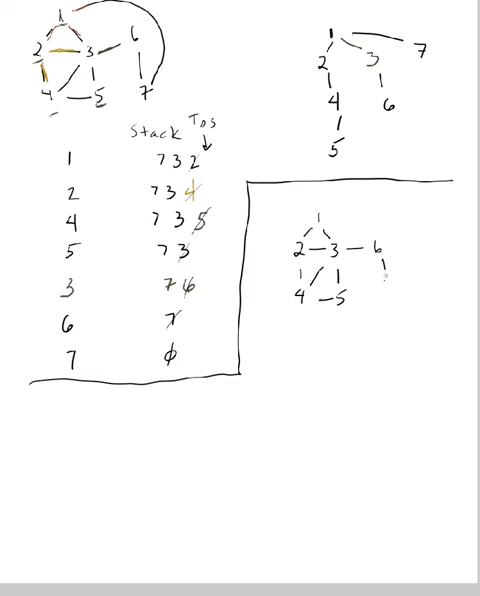 1
2 3 6
4 5 7
1
2 3 7
4 6
5
Stack Tos
1 7 3 2
2 7 3 4
4 7 3 5
5 7 3
3 7 6
6 7
7 ϕ
1
2 3 6
4 5